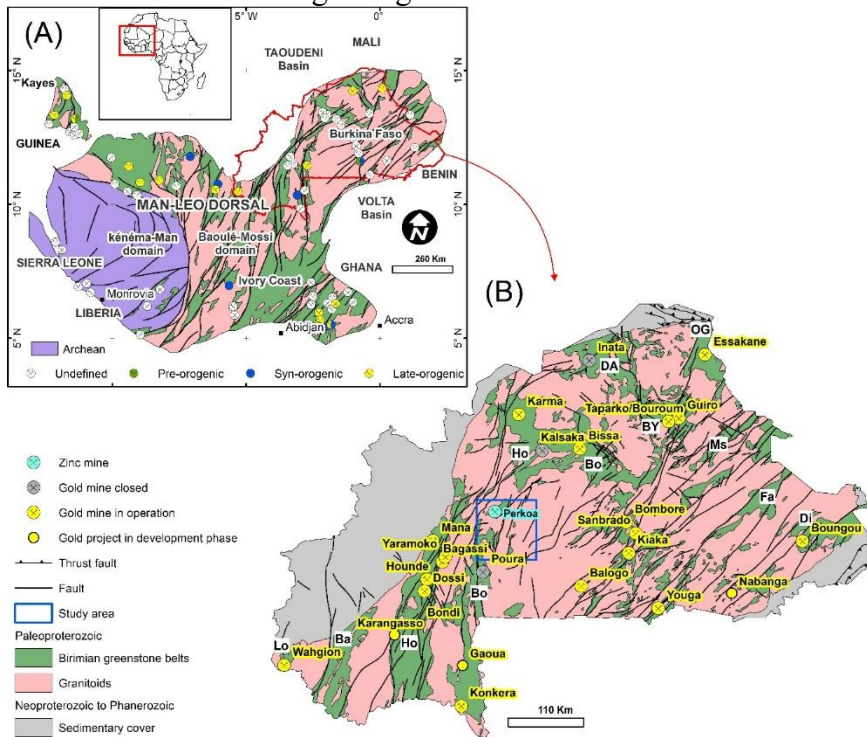 (A)
MALI
TAOUDENI
Basin
5° W
0°
15° N
15° N
Kayes
GUINEA
Burkina Faso
BENIN
10° N
10° N
MAN-LEO DORSAL
VOLTA
Basin
kénéma-Man
domain
Baoulé-Mossi
domain
SIERRA LEONE
GHANA
260 Km
Ivory Coast
Monrovia
LIBERIA
Abidjan
Accra
5° N
5° N
Archean
Undefined
Pre-orogenic
Syn-orogenic
Late-orogenic
(B)
OG
Inata
Essakane
DA
Karma
Taparko/Bouroum
Guiro
BY
Kalsaka
Bissa
Ho
Bo
Ms
Perkoa
Fa
Bombore
Sanbrado
Di
Mana
Boungou
Yaramoko
Kiaka
Bagassi
Poural
Hounde
Dossi
Balogo
Nabanga
Bo
Youga
Bondi
Karangasso
Lo
Ba
Ho
Wahgion
Gaoua
Konkera
110 Km
Zinc mine
Gold mine closed
Gold mine in operation
Gold project in development phase
Thrust fault
Fault
Study area
Paleoproterozoic
Birimian greenstone belts
Granitoids
Neoproterozoic to Phanerozoic
Sedimentary cover